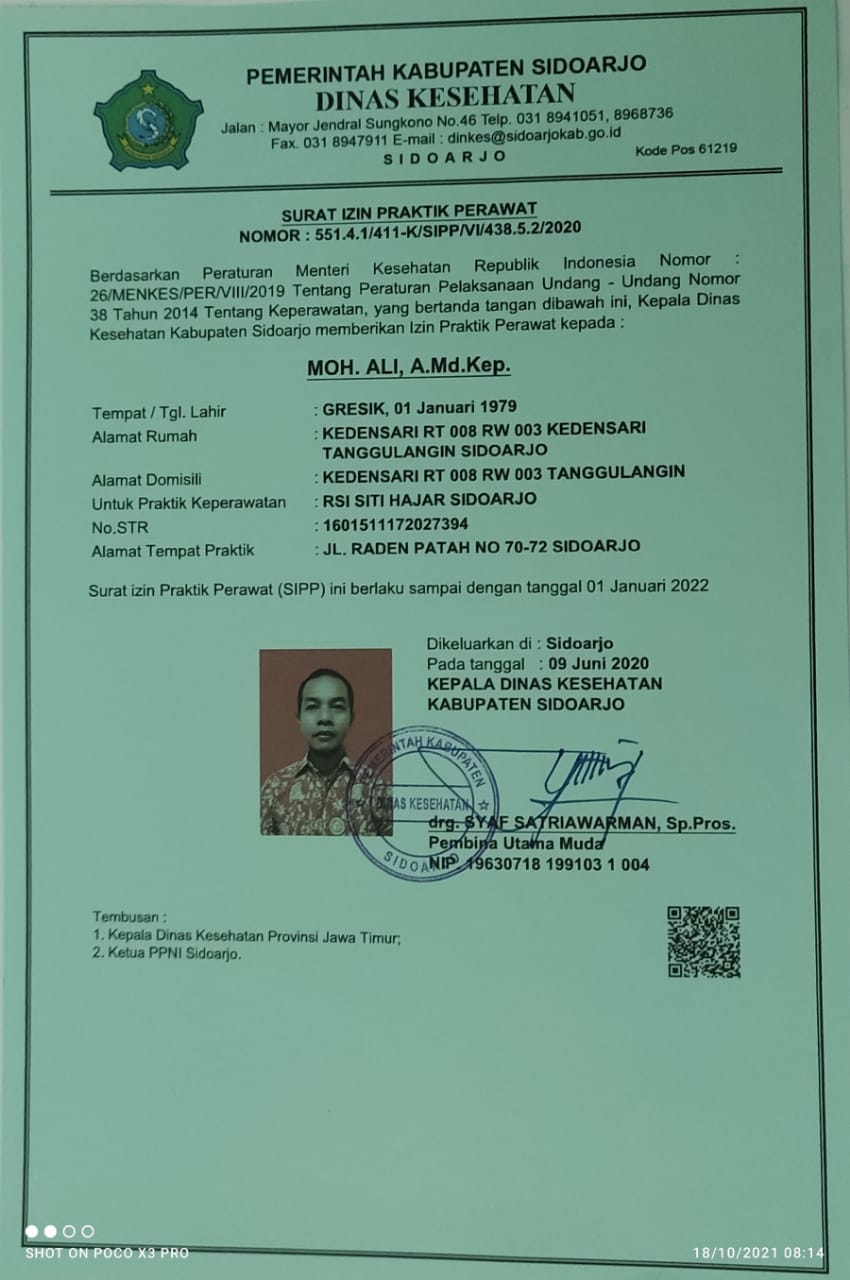 PEMERINTAH KABUPATEN SIDOARJO
DINAS KESEHATAN
Jalan : Mayor Jendral Sungkono No.46 Telp. 031 8941051, 8968736
Fax. 031 8947911 E-mail : dinkes@sidoarjokab.go.id
SIDOARJO
Kode Pos 61219
SURAT IZIN PRAKTIK PERAWAT
NOMOR : 551.4.1/411-K/SIPP/VI/438.5.2/2020
Berdasarkan Peraturan Menteri Kesehatan Republik Indonesia Nomor :
26/MENKES/PER/VIII/2019 Tentang Peraturan Pelaksanaan Undang - Undang Nomor
38 Tahun 2014 Tentang Keperawatan, yang bertanda tangan dibawah ini, Kepala Dinas
Kesehatan Kabupaten Sidoarjo memberikan Izin Praktik Perawat kepada :
MOH. ALI, A.Md.Kep.
Tempat / Tgl. Lahir : GRESIK, 01 Januari 1979
Alamat Rumah : KEDENSARI RT 008 RW 003 KEDENSARI
TANGGULANGIN SIDOARJO
Alamat Domisili : KEDENSARI RT 008 RW 003 TANGGULANGIN
Untuk Praktik Keperawatan : RSI SITI HAJAR SIDOARJO
No.STR : 1601511172027394
Alamat Tempat Praktik : JL. RADEN PATAH NO 70-72 SIDOARJO
Surat izin Praktik Perawat (SIPP) ini berlaku sampai dengan tanggal 01 Januari 2022
Dikeluarkan di : Sidoarjo
Pada tanggal : 09 Juni 2020
KEPALA DINAS KESEHATAN
KABUPATEN SIDOARJO
PEMERINTAH KABUPATEN
DINAS KESEHATAN
SIDOARJO
drg. SYAF SATRIAWARMAN, Sp.Pros.
Pembina Utama Muda
NIP. 19630718 199103 1 004
Tembusan :
1. Kepala Dinas Kesehatan Provinsi Jawa Timur;
2. Ketua PPNI Sidoarjo.
SHOT ON POCO X3 PRO
18/10/2021 08:14